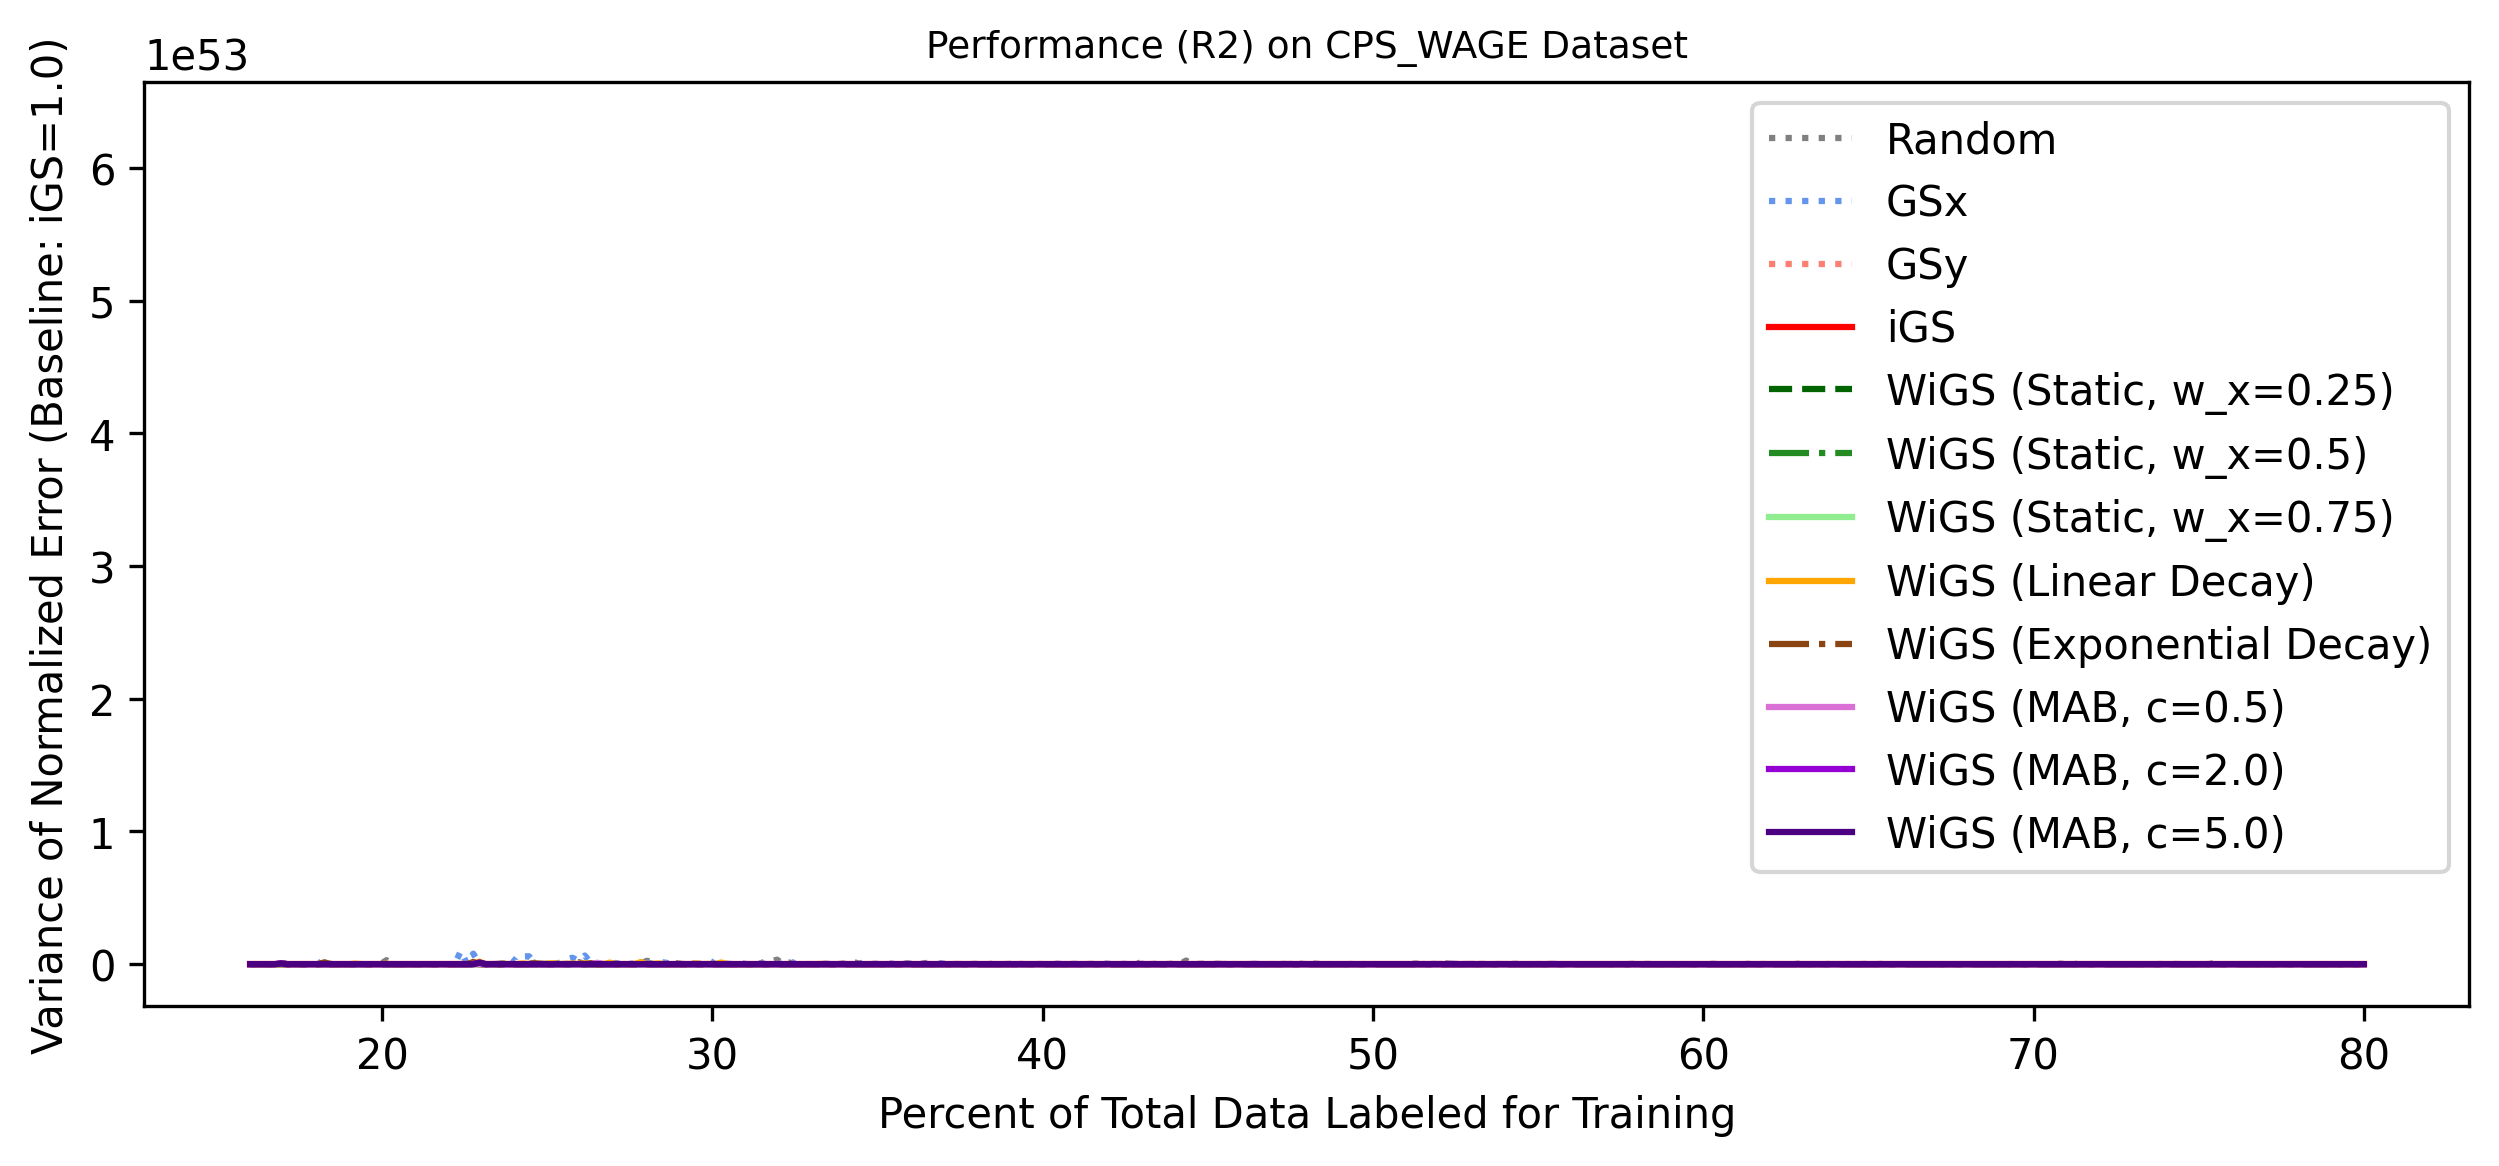 Performance (R2) on CPS_WAGE Dataset
1e53
Variance of Normalized Error (Baseline: iGS=1.0)
6
5
4
3
2
1
0
Random
GSx
GSy
iGS
WiGS (Static, w_x=0.25)
WiGS (Static, w_x=0.5)
WiGS (Static, w_x=0.75)
WiGS (Linear Decay)
WiGS (Exponential Decay)
WiGS (MAB, c=0.5)
WiGS (MAB, c=2.0)
WiGS (MAB, c=5.0)
20 30 40 50 60 70 80
Percent of Total Data Labeled for Training